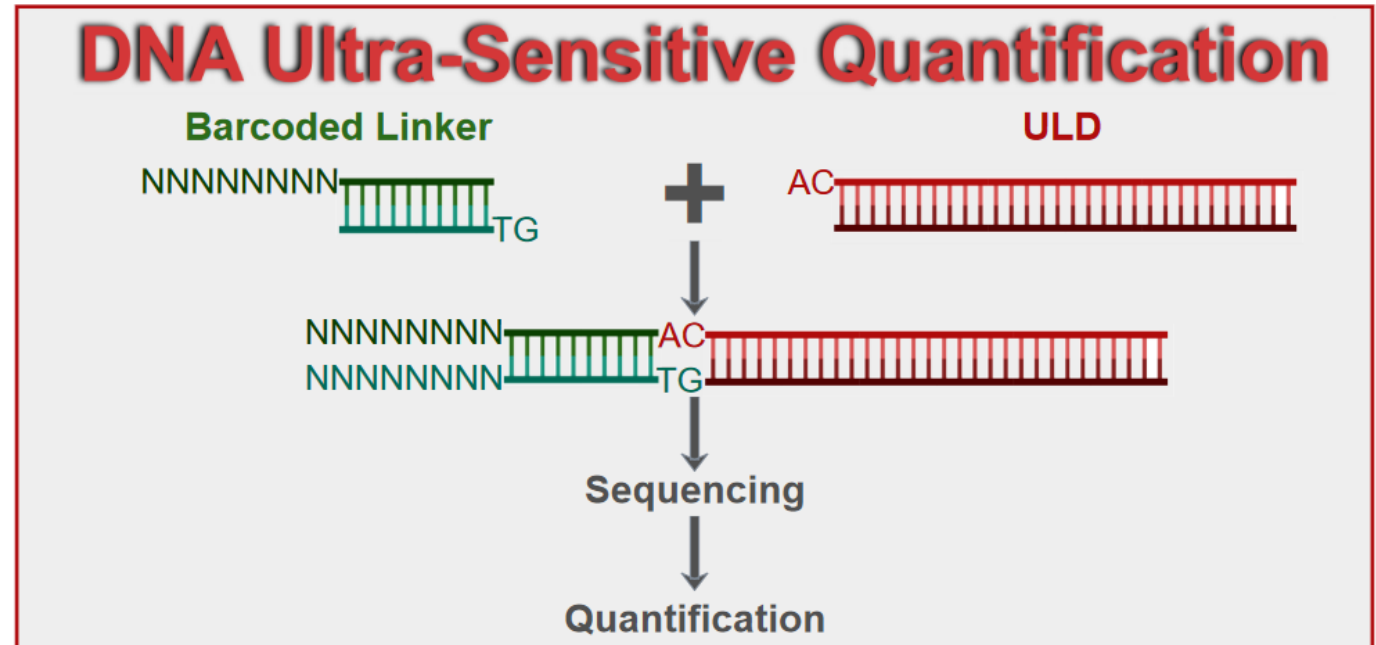 DNA Ultra-Sensitive Quantification
Barcoded Linker
ULD
NNNNNNNN
TG
AC
NNNNNNNN
AC
NNNNNNNN
TG
Sequencing
Quantification